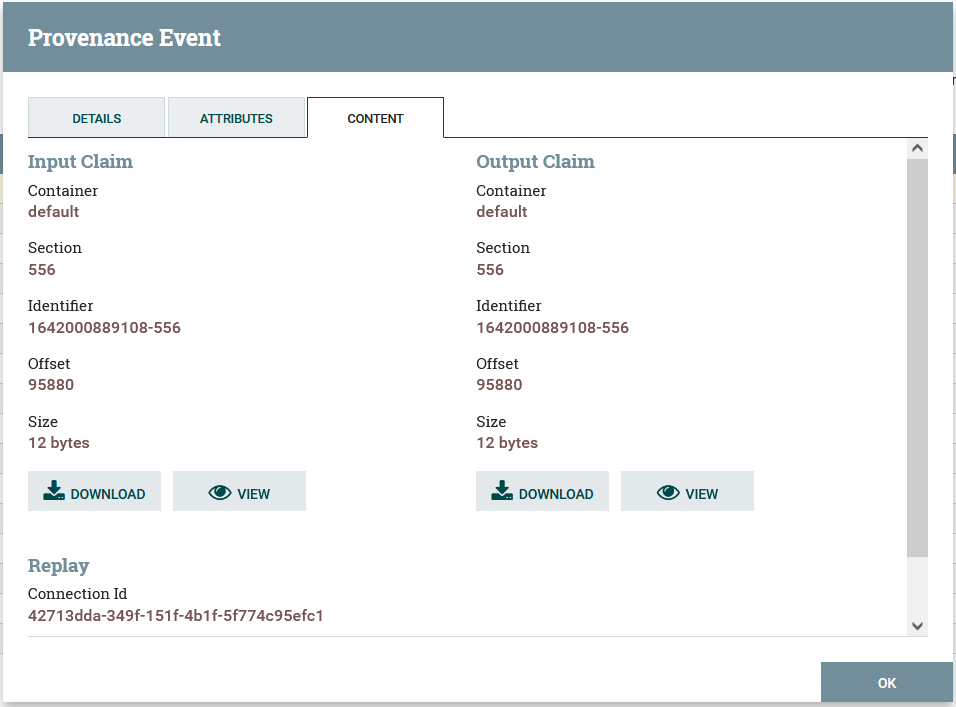 Provenance Event
DETAILS
ATTRIBUTES
CONTENT
Input Claim
Container
default
Section
556
Identifier
1642000889108-556
Offset
95880
Size
12 bytes
DOWNLOAD
VIEW
Output Claim
Container
default
Section
556
Identifier
1642000889108-556
Offset
95880
Size
12 bytes
DOWNLOAD
VIEW
Replay
Connection Id
42713dda-349f-151f-4b1f-5f774c95efc1
OK